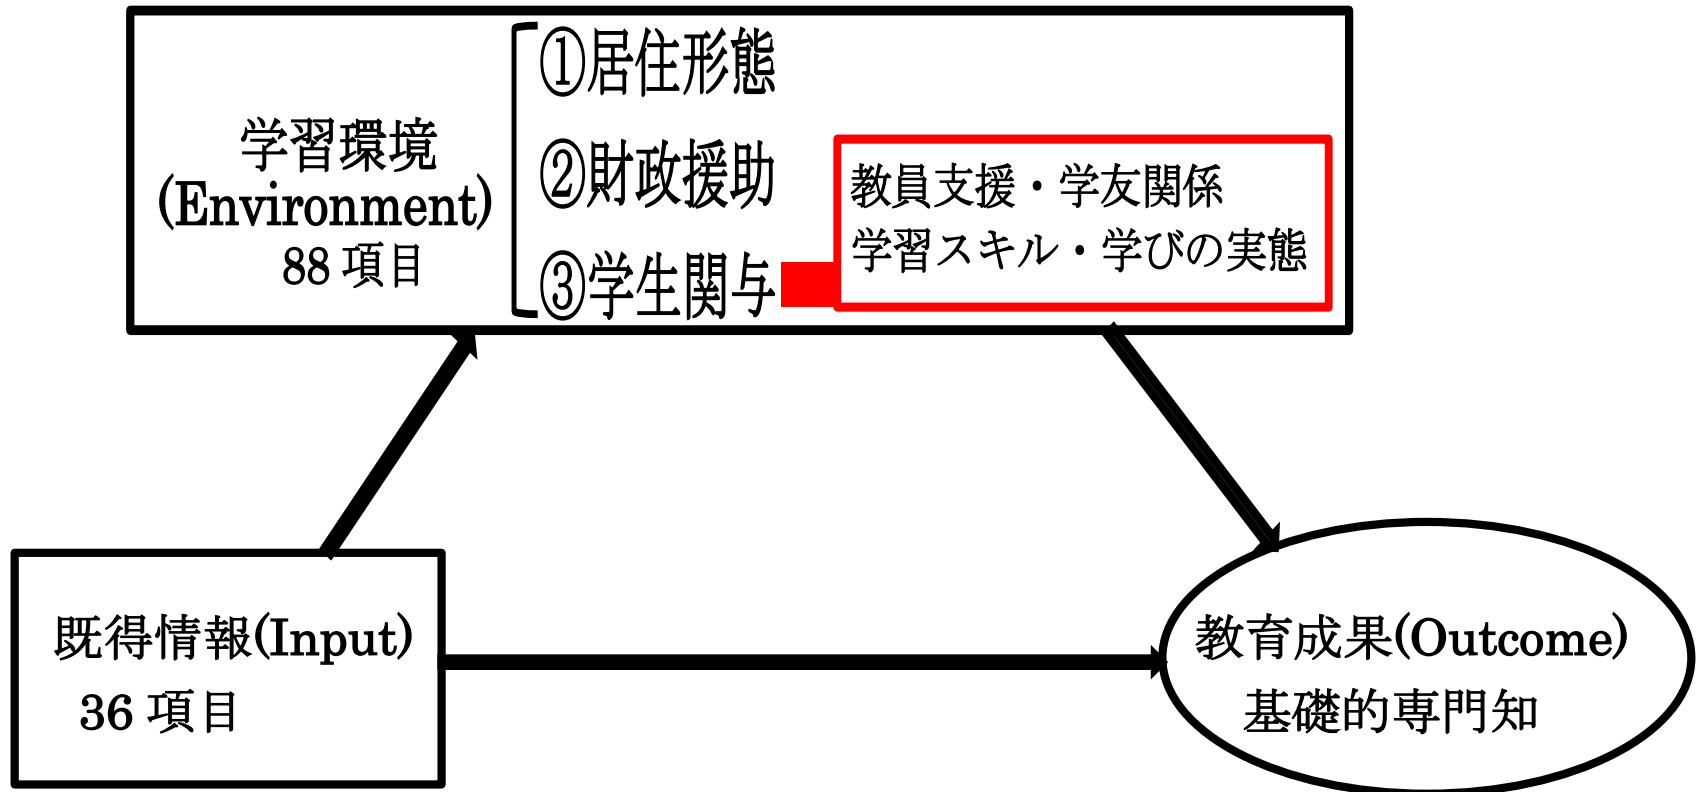 学習環境
(Environment)
88 項目
①居住形態
②財政援助
③学生関与
教員支援・学友関係
学習スキル・学びの実態
既得情報(Input)
36 項目
教育成果(Outcome)
基礎的専門知